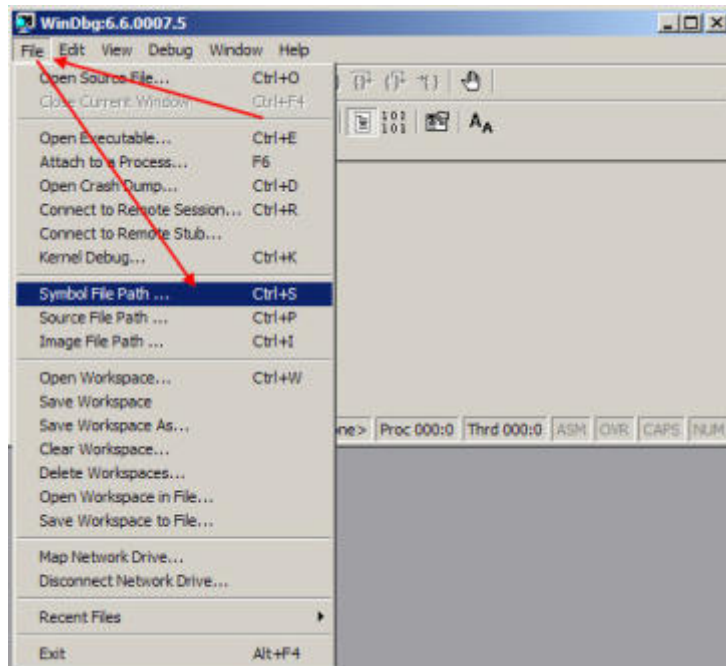 WinDbg:6.6.0007.5
File Edit View Debug Window Help
Open Source File... Ctrl+O
Close Current Window Ctrl+F4
Open Executable... Ctrl+E
Attach to a Process... F6
Open Crash Dump... Ctrl+D
Connect to Remote Session... Ctrl+R
Connect to Remote Stub...
Kernel Debug... Ctrl+K
Symbol File Path ... Ctrl+S
Source File Path ... Ctrl+P
Image File Path ... Ctrl+I
Open Workspace... Ctrl+W
Save Workspace
Save Workspace As...
one> Proc 000:0 Thrd 000:0 ASM OVR CAPS NUM
Clear Workspace...
Delete Workspaces...
Open Workspace in File...
Save Workspace to File...
Map Network Drive...
Disconnect Network Drive...
Recent Files
Exit Alt+F4